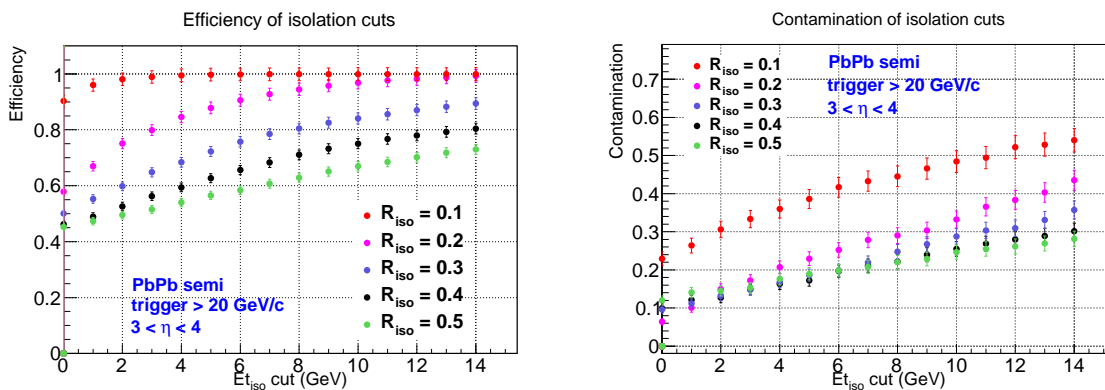 Efficiency of isolation cuts
Efficiency
1
0.8
0.6
0.4
0.2
0
R_iso = 0.1
R_iso = 0.2
R_iso = 0.3
R_iso = 0.4
R_iso = 0.5
PbPb semi
trigger > 20 GeV/c
3 < η < 4
0 2 4 6 8 10 12 14
Et_iso cut (GeV)
Contamination of isolation cuts
Contamination
0.7
0.6
0.5
0.4
0.3
0.2
0.1
0
R_iso = 0.1
R_iso = 0.2
R_iso = 0.3
R_iso = 0.4
R_iso = 0.5
PbPb semi
trigger > 20 GeV/c
3 < η < 4
0 2 4 6 8 10 12 14
Et_iso cut (GeV)